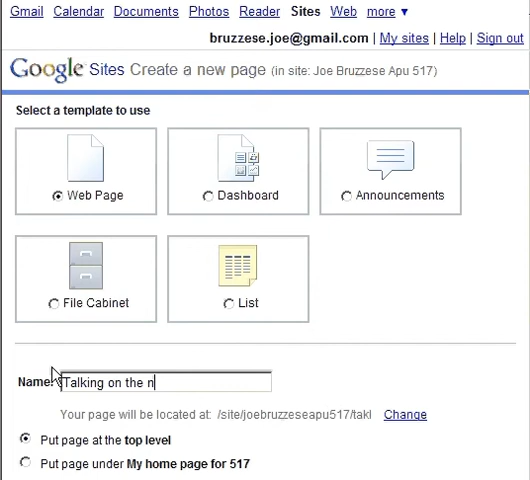 Gmail Calendar Documents Photos Reader Sites Web more ▼
bruzzese.joe@gmail.com | My sites | Help | Sign out
Google Sites Create a new page (in site: Joe Bruzzese Apu 517)
Select a template to use
Web Page Dashboard Announcements
File Cabinet List
Name: Talking on the n
Your page will be located at: /site/joebruzzeseapu517/takl Change
Put page at the top level
Put page under My home page for 517